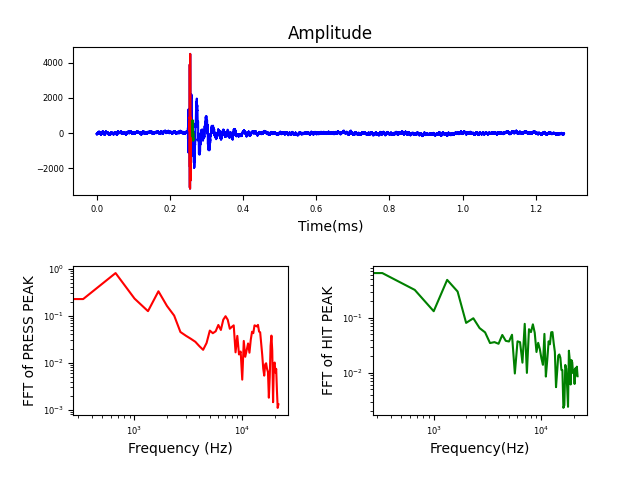 Amplitude
4000
2000
0
−2000
0.0 0.2 0.4 0.6 0.8 1.0 1.2
Time(ms)
FFT of PRESS PEAK
10⁰
10⁻¹
10⁻²
10⁻³
10³ 10⁴
Frequency (Hz)
FFT of HIT PEAK
10⁻¹
10⁻²
10³ 10⁴
Frequency(Hz)